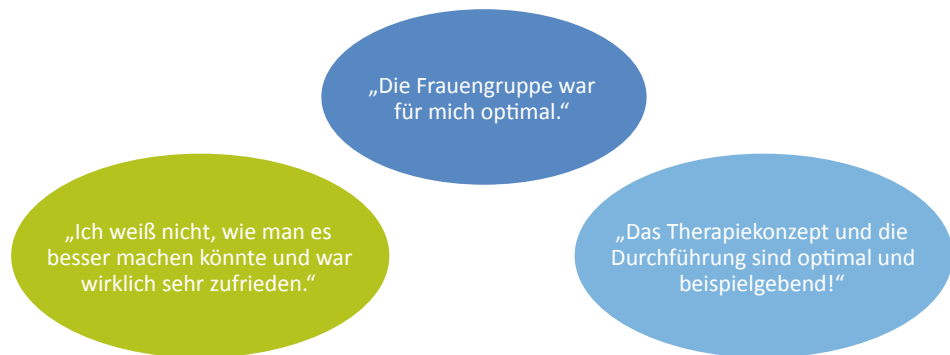 „Die Frauengruppe war
für mich optimal.“
„Ich weiß nicht, wie man es
besser machen könnte und war
wirklich sehr zufrieden.“
„Das Therapiekonzept und die
Durchführung sind optimal und
beispielgebend!“